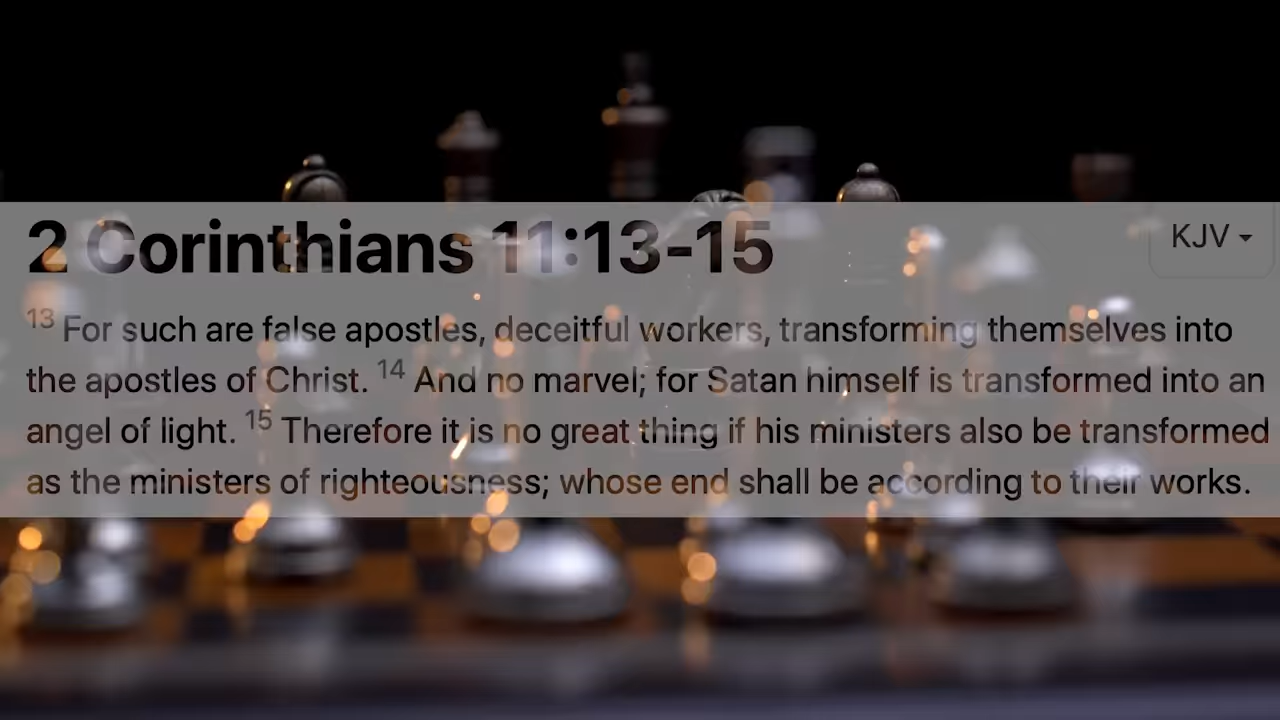 2 Corinthians 11:13-15
KJV
13 For such are false apostles, deceitful workers, transforming themselves into
the apostles of Christ. 14 And no marvel; for Satan himself is transformed into an
angel of light. 15 Therefore it is no great thing if his ministers also be transformed
as the ministers of righteousness; whose end shall be according to their works.